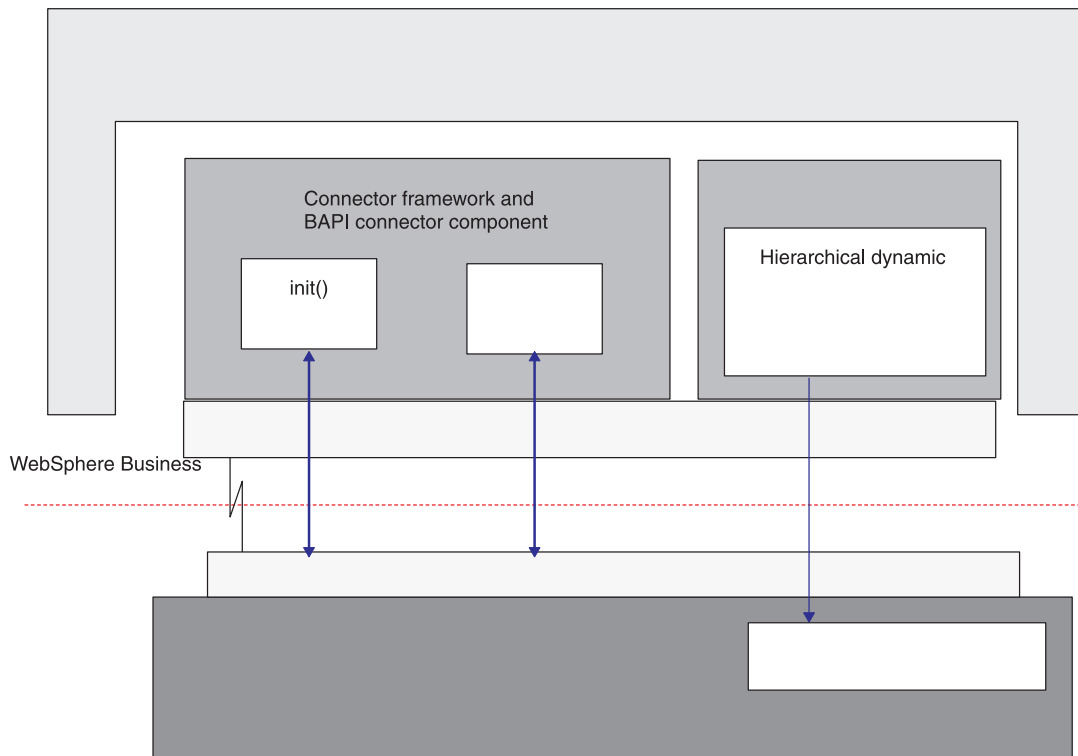 Connector framework and
BAPI connector component
init()
Hierarchical dynamic
WebSphere Business